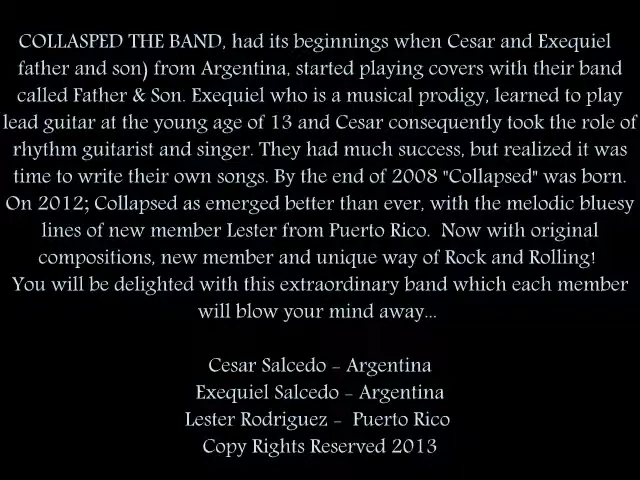 COLLASPED THE BAND, had its beginnings when Cesar and Exequiel
father and son) from Argentina, started playing covers with their band
called Father & Son. Exequiel who is a musical prodigy, learned to play
lead guitar at the young age of 13 and Cesar consequently took the role of
rhythm guitarist and singer. They had much success, but realized it was
time to write their own songs. By the end of 2008 "Collapsed" was born.
On 2012; Collapsed as emerged better than ever, with the melodic bluesy
lines of new member Lester from Puerto Rico. Now with original
compositions, new member and unique way of Rock and Rolling!
You will be delighted with this extraordinary band which each member
will blow your mind away...
Cesar Salcedo - Argentina
Exequiel Salcedo - Argentina
Lester Rodriguez - Puerto Rico
Copy Rights Reserved 2013